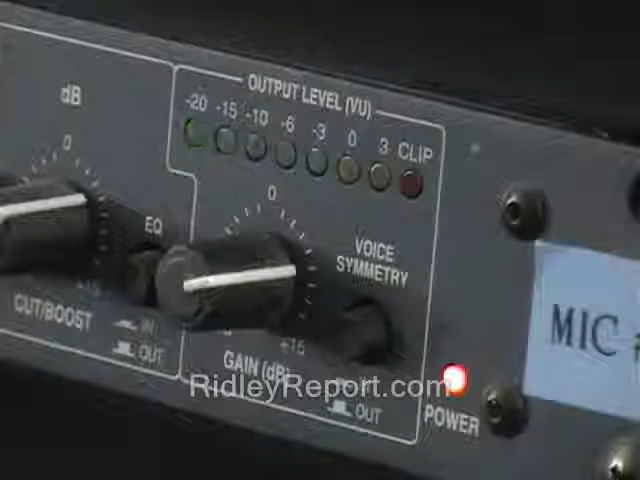 dB
OUTPUT LEVEL (VU)
-20 -15 -10 -6 -3 0 3 CLIP
0
0
EQ
VOICE
SYMMETRY
MIC
+15
CUT/BOOST
IN
OUT
+15
GAIN (dB)
RidleyReport.com
OUT
POWER